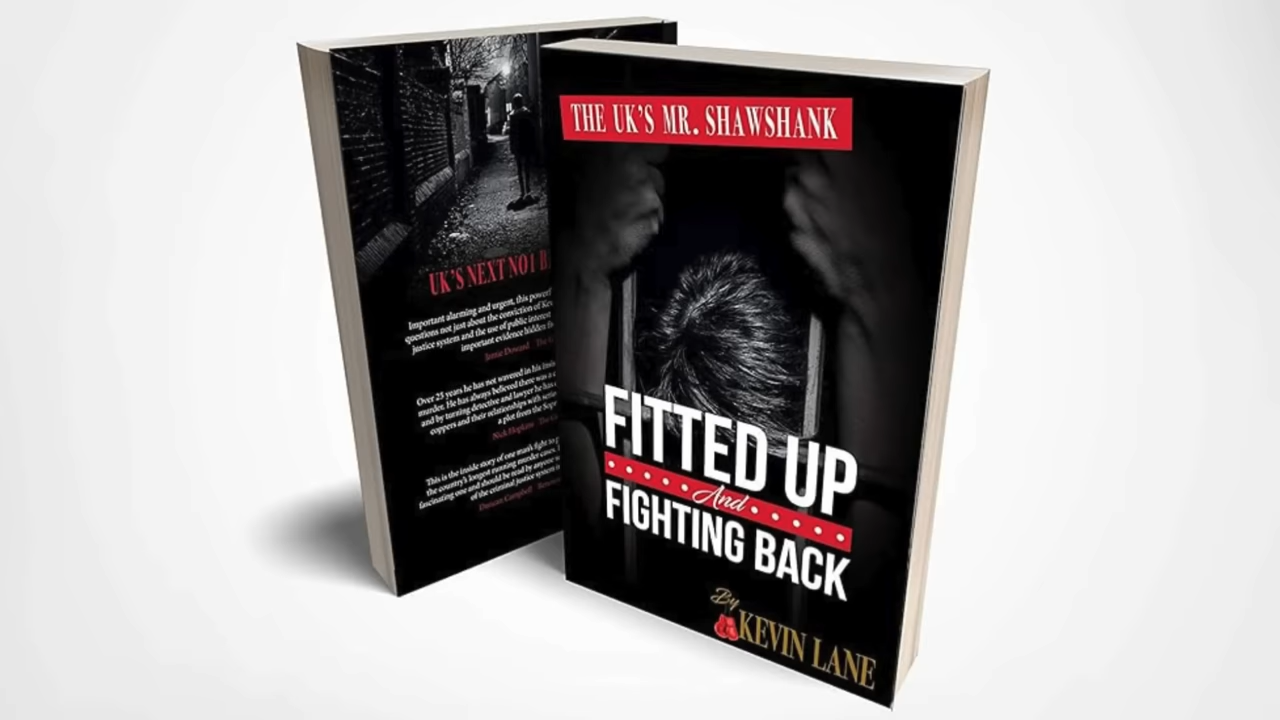 THE UK'S MR. SHAWSHANK
FITTED UP
And
FIGHTING BACK
By
KEVIN LANE
UK'S NEXT NO1 B
Important alarming and urgent, this powerf
questions not just about the conviction of Kev
justice system and the use of public interest
important evidence hidden
Jamie Doward
Over 25 years he has not wavered in his
murder. He has always believed there was a c
and by turning detective and lawyer he has
coppers and their relationships with
a plot from the
Nick Hopkins
This is the inside story of one man's fight to p
the country's longest running murder cases.
fascinating one and should be read by anyone
of the criminal justice system
Duncan Campbell